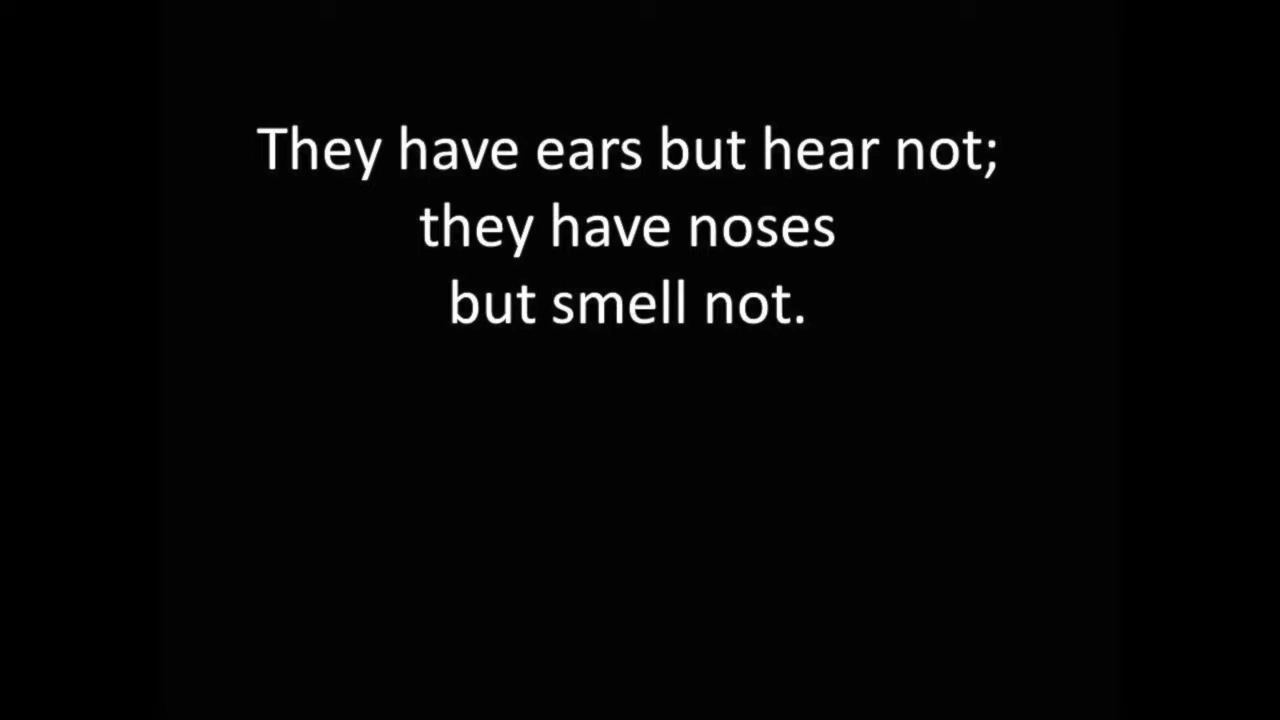 They have ears but hear not;
they have noses
but smell not.